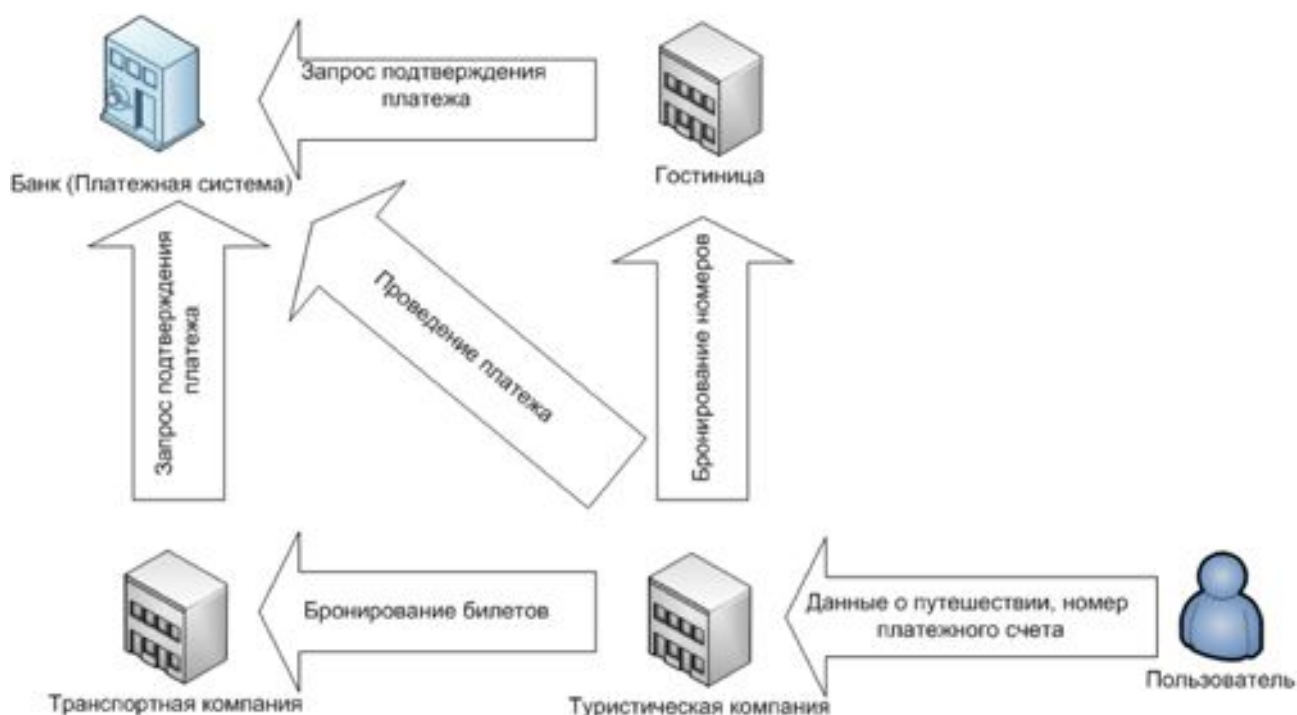 Запрос подтверждения
платежа
Банк (Платежная система)
Гостиница
Запрос подтверждения
платежа
Проведение платежа
Бронирование номеров
Бронирование билетов
Данные о путешествии, номер
платежного счета
Транспортная компания
Туристическая компания
Пользователь